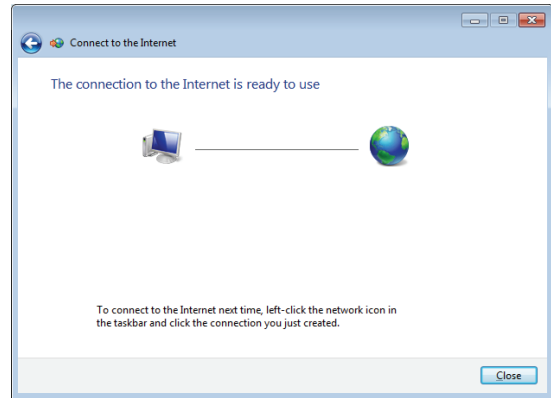 Connect to the Internet
The connection to the Internet is ready to use
To connect to the Internet next time, left-click the network icon in
the taskbar and click the connection you just created.
Close